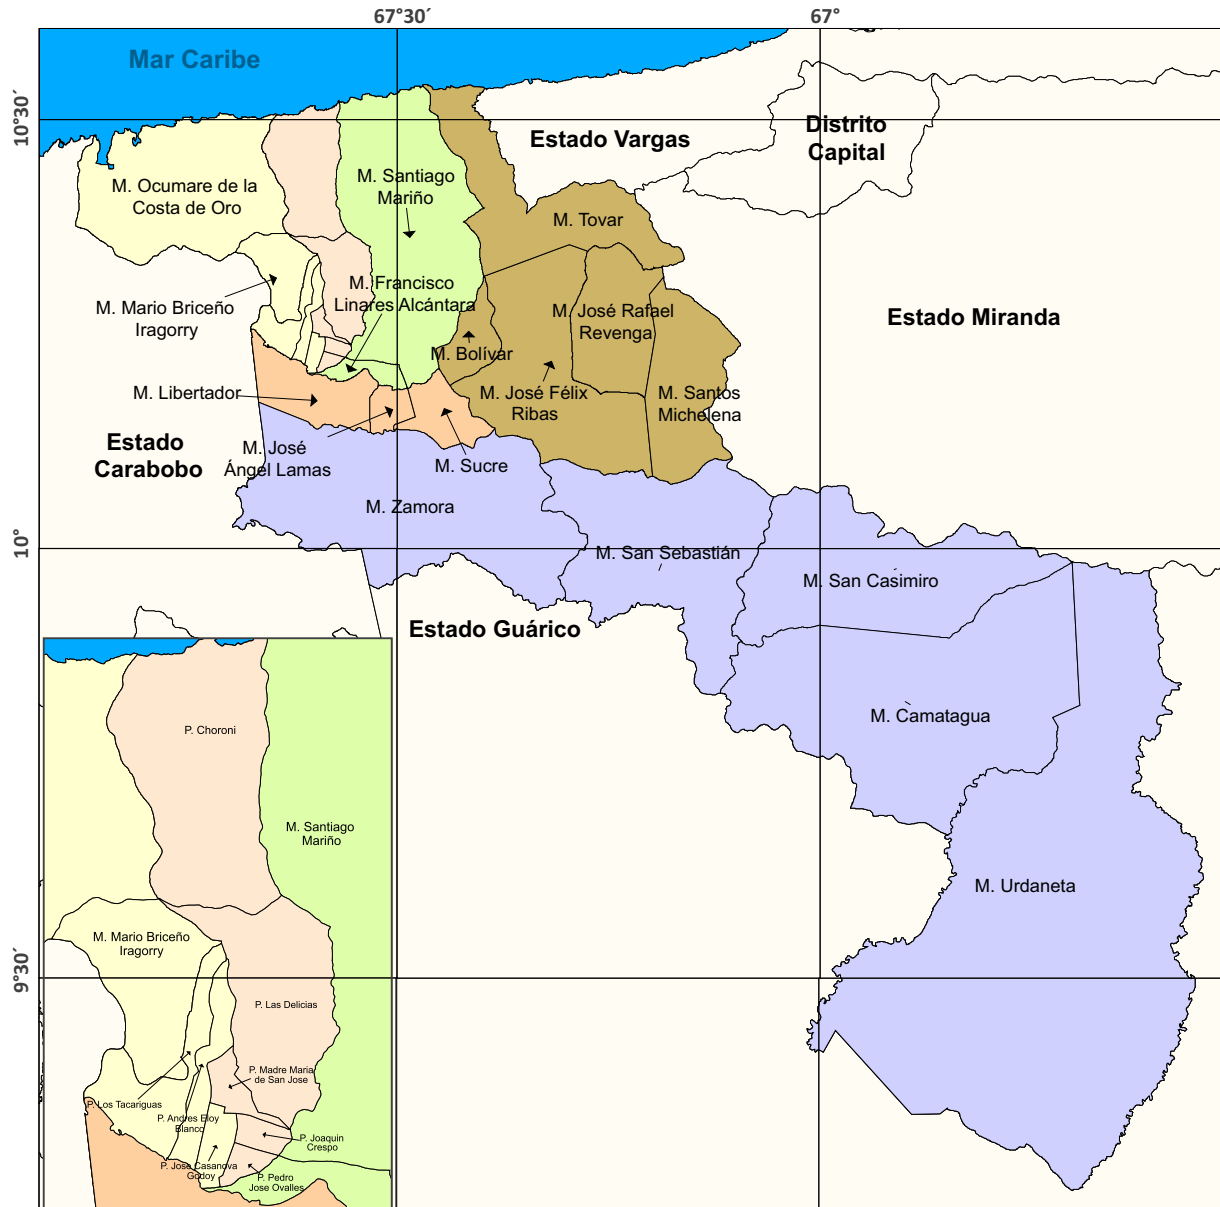 67°30´
67°
Mar Caribe
10°30´
Estado Vargas
Distrito
Capital
M. Ocumare de la
Costa de Oro
M. Santiago
Mariño
M. Tovar
M. Francisco
Linares Alcántara
M. Mario Briceño
Iragorry
M. José Rafael
Revenga
Estado Miranda
M. Bolívar
M. Libertador
M. José Félix
Ribas
M. Santos
Michelena
Estado
Carabobo
M. José
Ángel Lamas
M. Sucre
M. Zamora
10°
M. San Sebastián
M. San Casimiro
Estado Guárico
M. Camatagua
M. Urdaneta
9°30´
P. Choroni
M. Santiago
Mariño
M. Mario Briceño
Iragorry
P. Las Delicias
P. Madre Maria
de San Jose
P. Los Tacariguas
P. Andres Eloy
Blanco
P. Joaquin
Crespo
P. Jose Casanova
Godoy
P. Pedro
Jose Ovalles